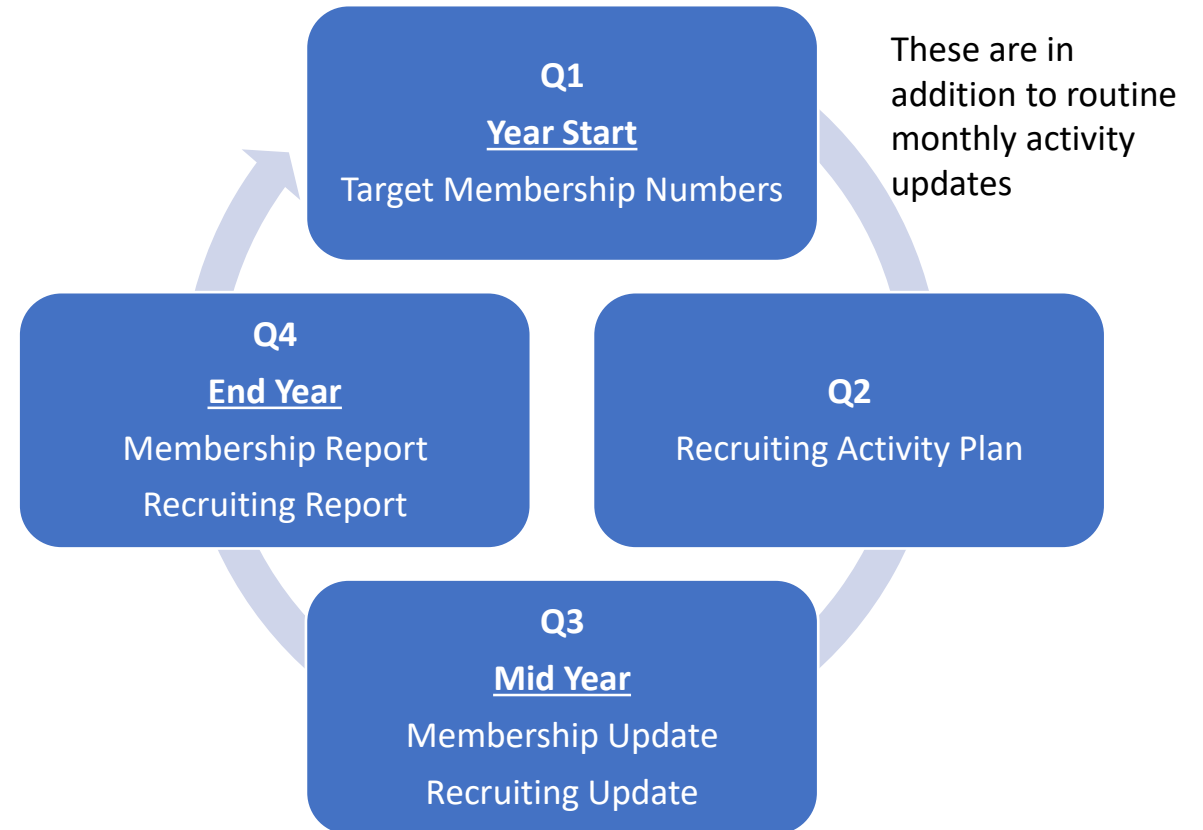 Q1
Year Start
Target Membership Numbers
These are in
addition to routine
monthly activity
updates
Q2
Recruiting Activity Plan
Q3
Mid Year
Membership Update
Recruiting Update
Q4
End Year
Membership Report
Recruiting Report